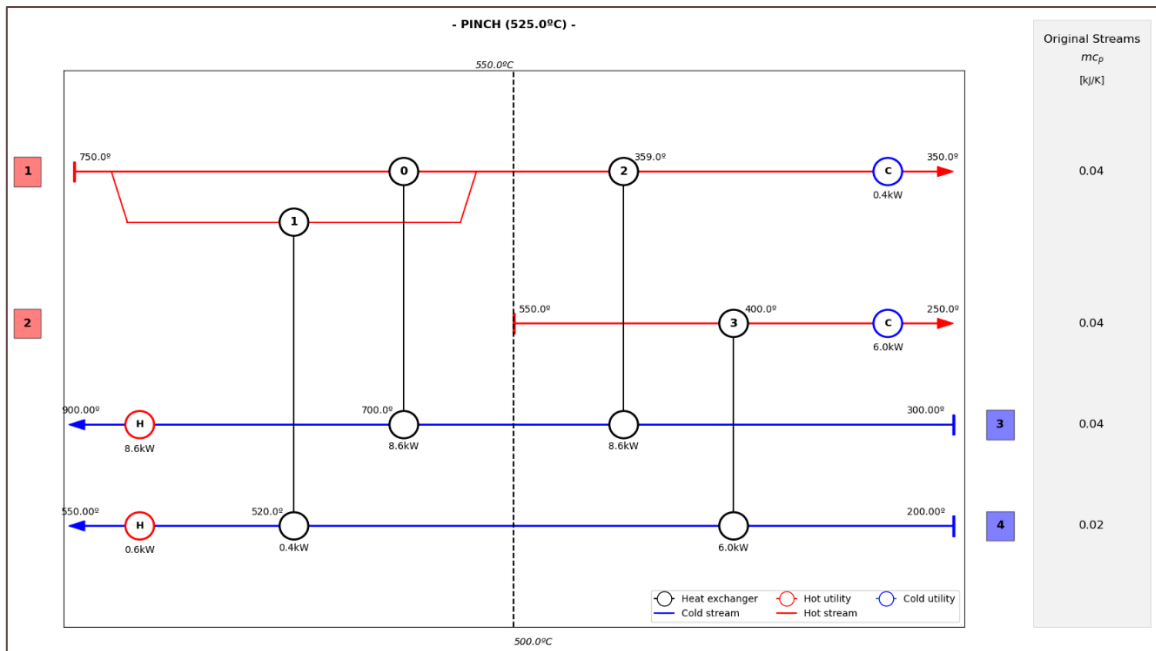 - PINCH (525.0ºC) -
Original Streams
mcₚ
[kJ/K]
550.0ºC
1
750.0º
0
2
359.0º
C
350.0º
0.4kW
0.04
1
2
550.0º
3
400.0º
C
250.0º
6.0kW
0.04
900.00º
H
8.6kW
700.0º
8.6kW
8.6kW
300.00º
3
0.04
550.00º
H
0.6kW
520.0º
0.4kW
6.0kW
200.00º
4
0.02
Heat exchanger
Hot utility
Cold utility
Cold stream
Hot stream
500.0ºC